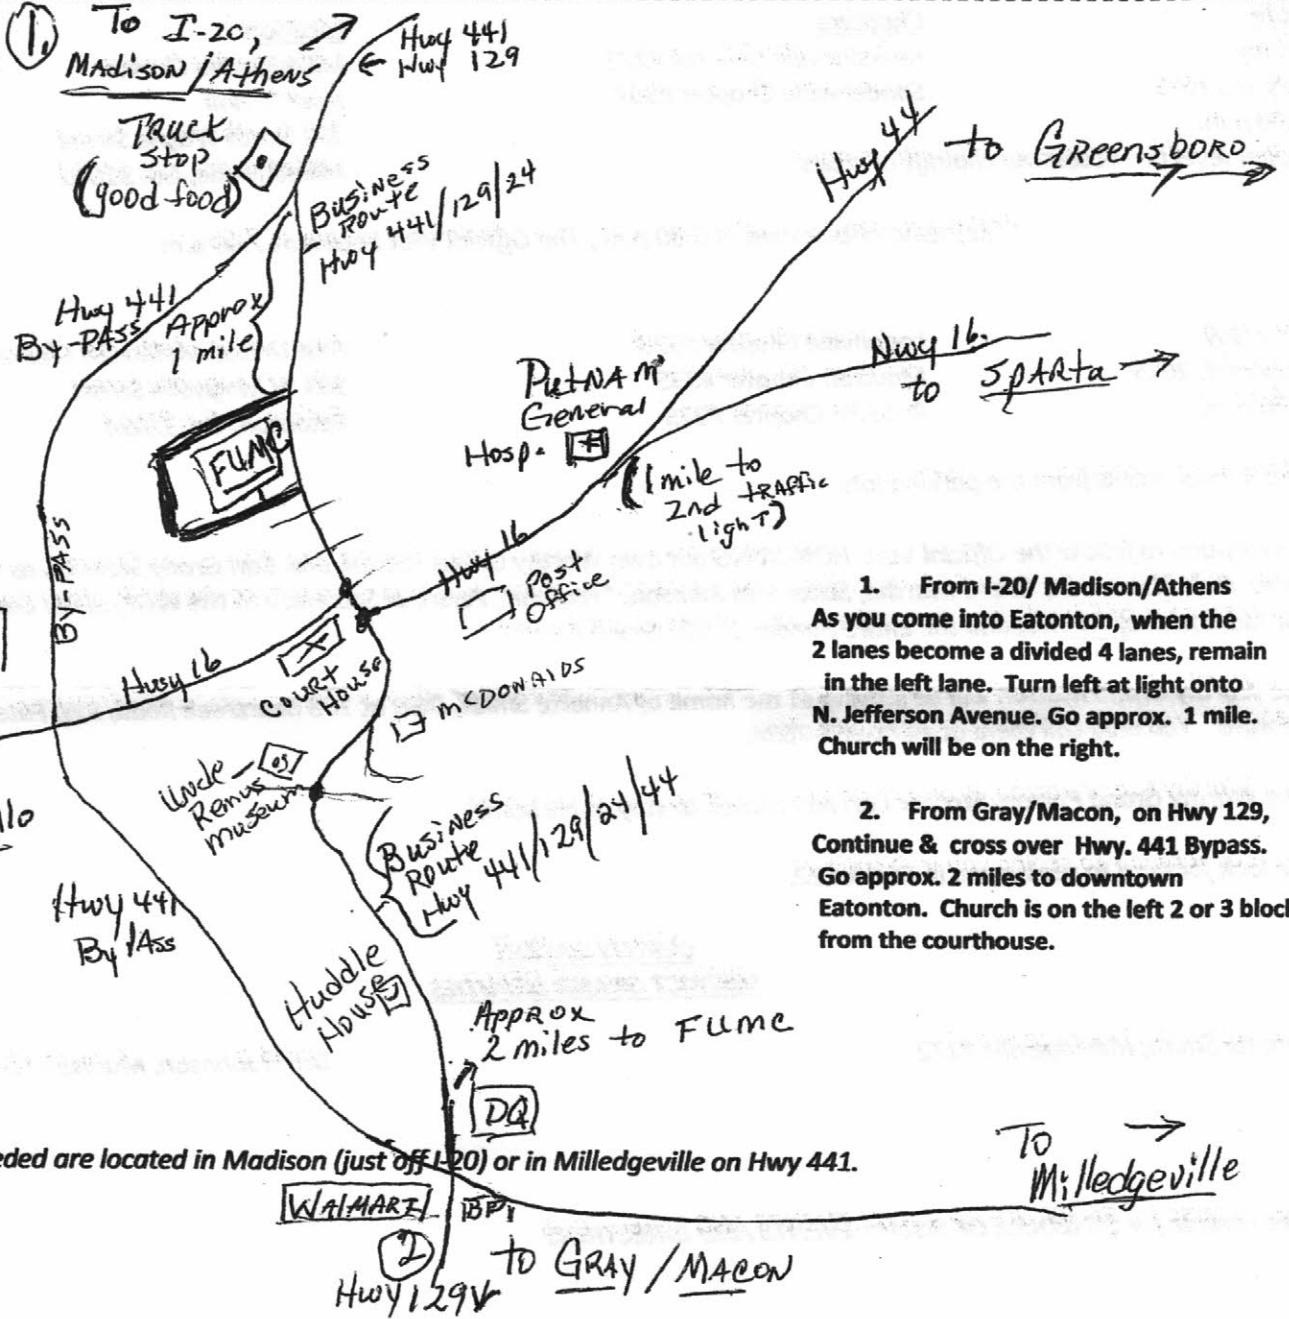 1.
To I-20,
Madison/Athens
Hwy 441
Hwy 129
Truck
Stop
(good food)
Business
Route
Hwy 441/129/24
Hwy 44
to Greensboro
Hwy 441
By-Pass
Approx
1 mile
Putnam
General
Hosp.
Hwy 16
to Sparta
FUMC
(1 mile to
2nd traffic
light)
By-Pass
Hwy 16
Post
Office
Hwy 16
Court
House
McDonalds
1. From I-20/ Madison/Athens
As you come into Eatonton, when the
2 lanes become a divided 4 lanes, remain
in the left lane. Turn left at light onto
N. Jefferson Avenue. Go approx. 1 mile.
Church will be on the right.
Uncle
Remus
Museum
Business
Route
Hwy 441/129/24/44
2. From Gray/Macon, on Hwy 129,
Continue & cross over Hwy. 441 Bypass.
Go approx. 2 miles to downtown
Eatonton. Church is on the left 2 or 3 block
from the courthouse.
Hwy 441
By Pass
Huddle
House
Approx
2 miles to FUMC
DQ
are located in Madison (just off I-20) or in Milledgeville on Hwy 441.
To
Milledgeville
Walmart
BP
2
Hwy 129
to Gray/Macon